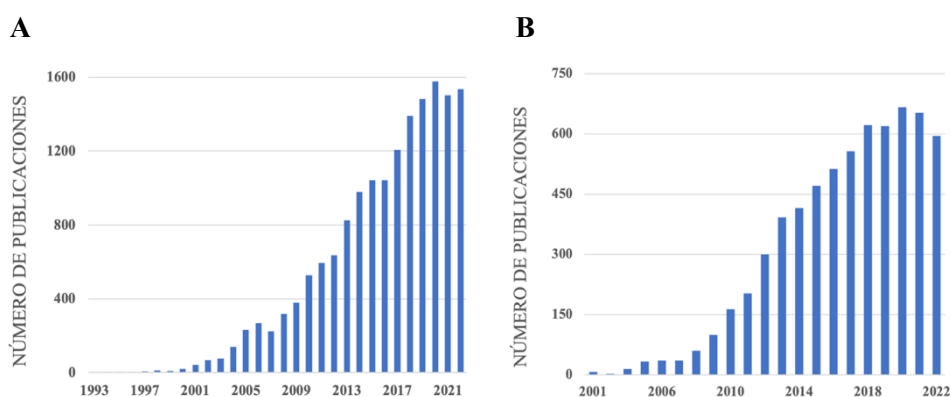 A
NÚMERO DE PUBLICACIONES
1600
1200
800
400
0
1993 1997 2001 2005 2009 2013 2017 2021
B
NÚMERO DE PUBLICACIONES
750
600
450
300
150
0
2001 2006 2010 2014 2018 2022